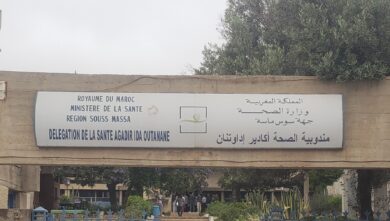 ROYAUME DU MAROC
MINISTERE DE LA SANTE
REGION SOUSS MASSA
DELEGATION DE LA SANTE AGADIR IDA OUTANANE
المملكة المغربية
وزارة الصحة
جهة سوس ماسة
مندوبية الصحة أكادير إداوتنان